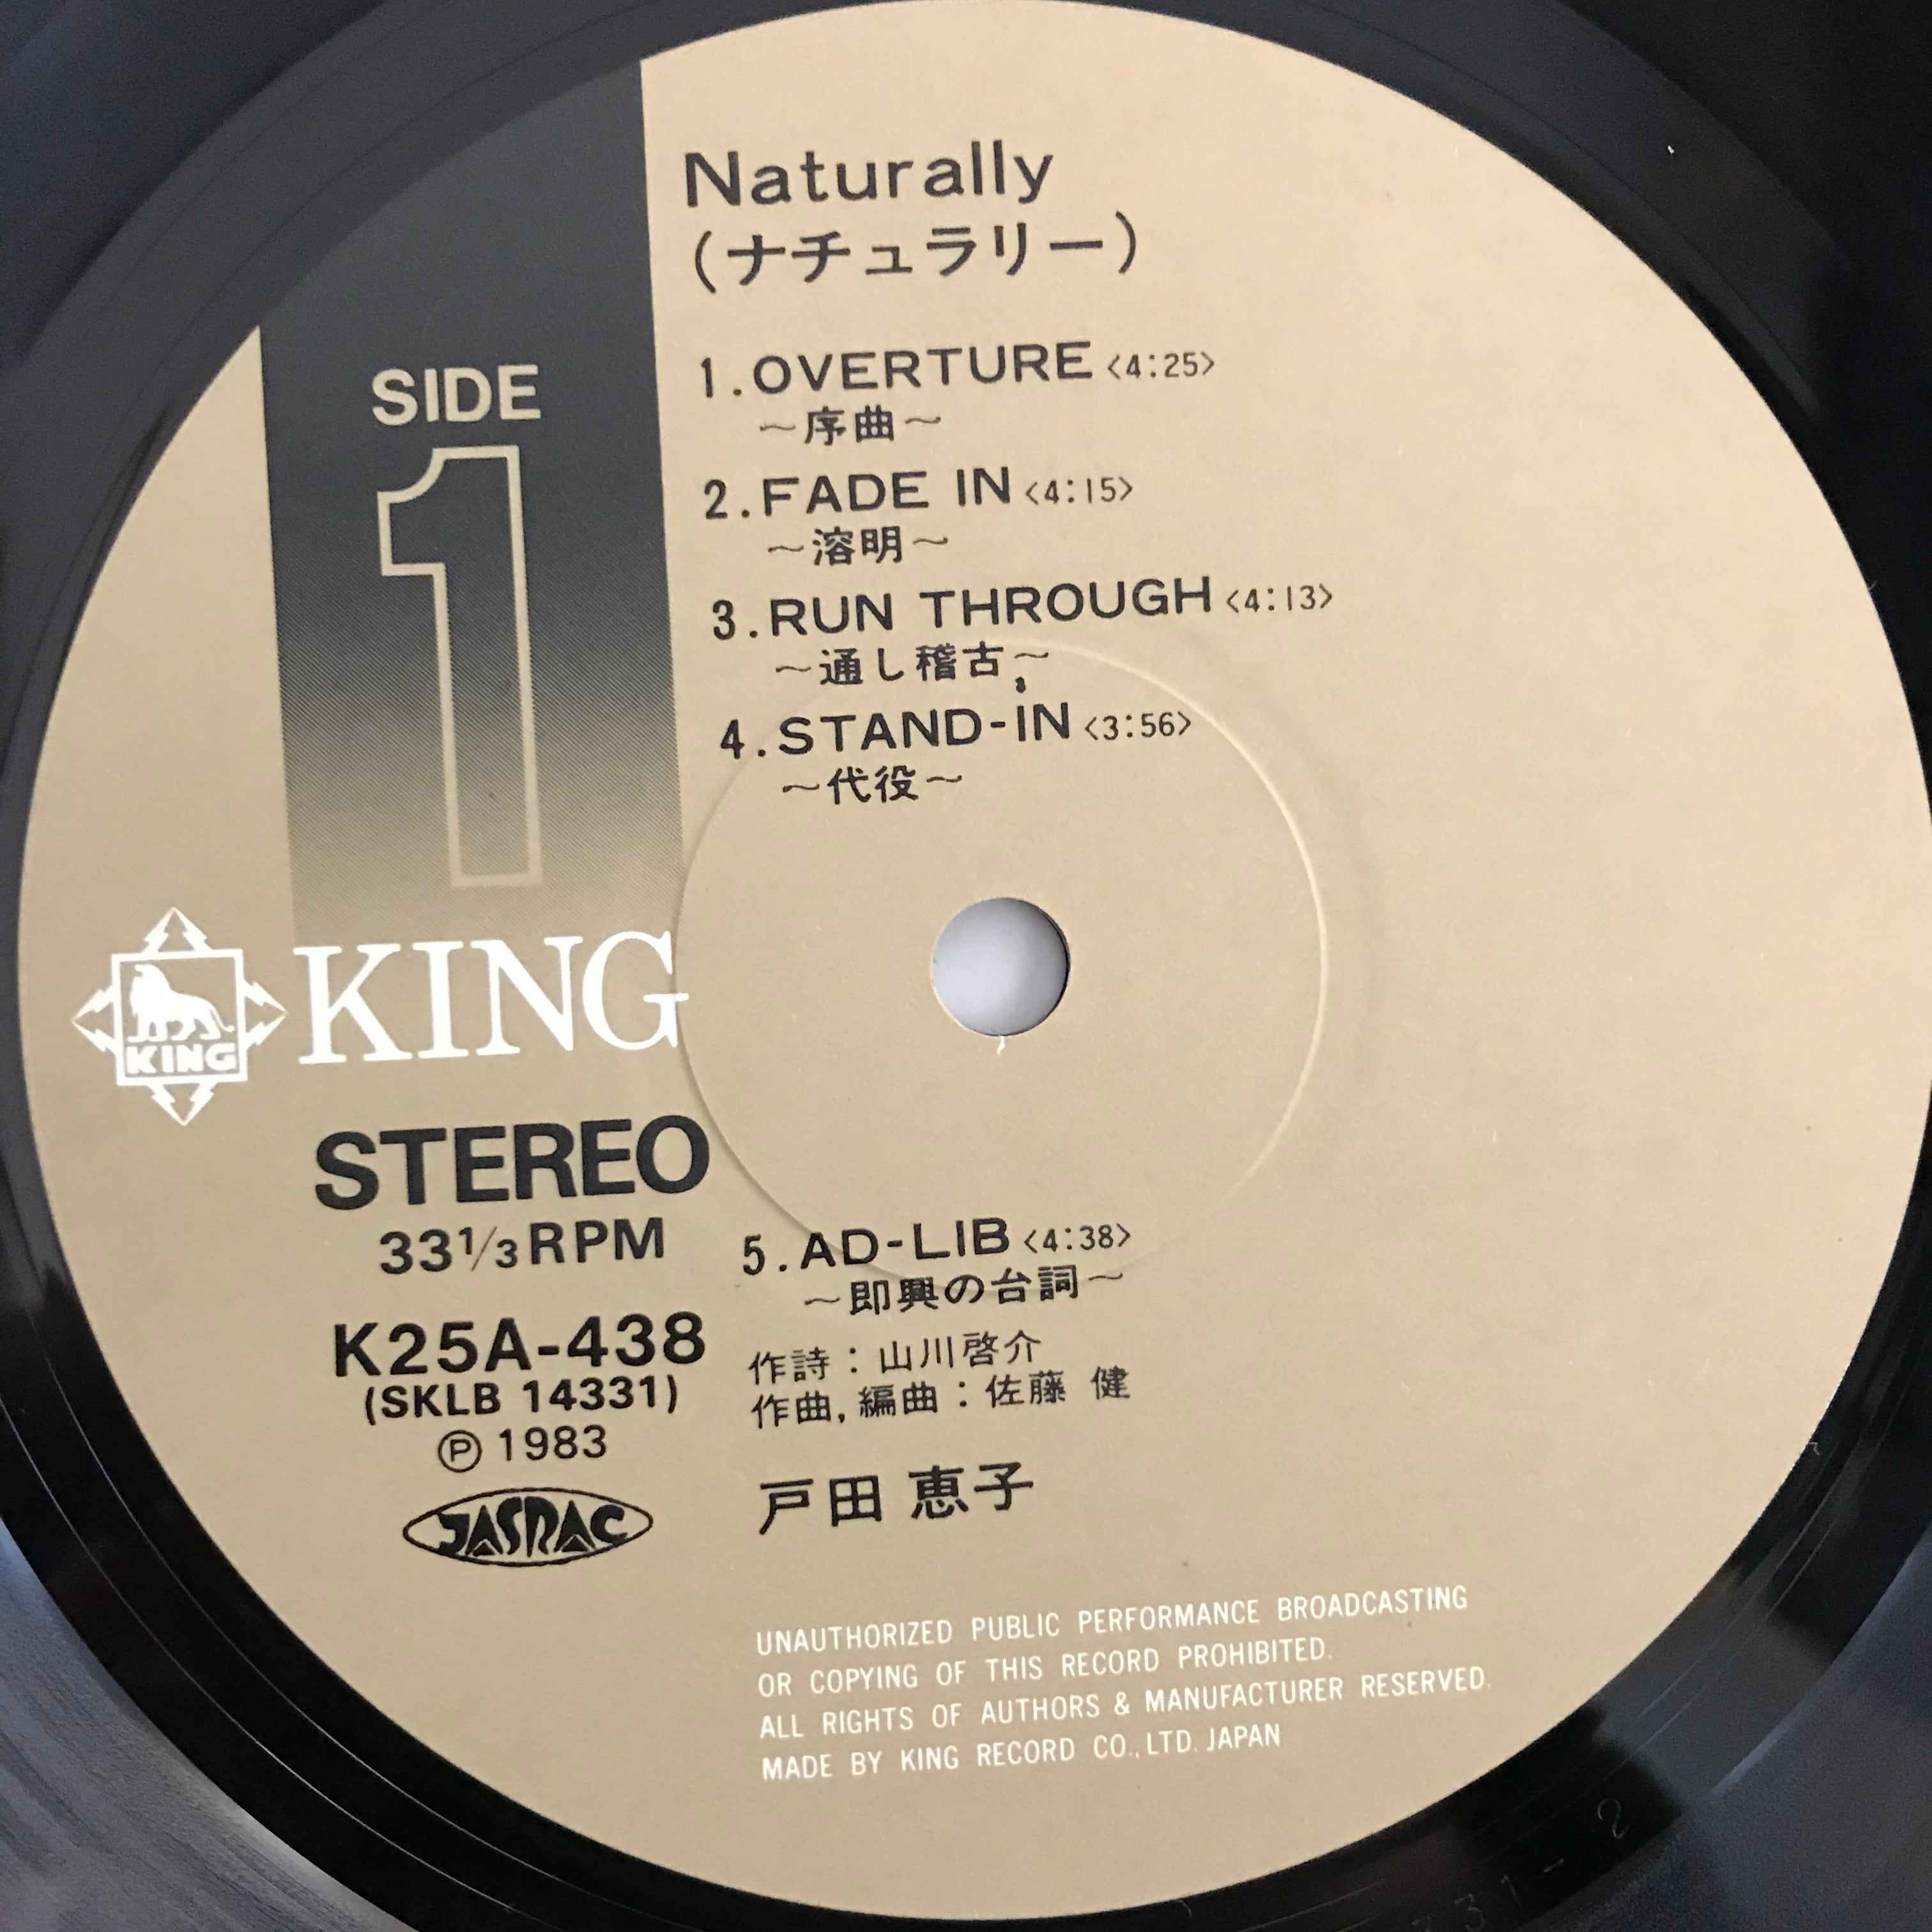 Naturally
(ナチュラリー)
SIDE
1
1.OVERTURE<4:25>
~序曲~
2.FADE IN<4:15>
~溶明~
3.RUN THROUGH<4:13>
~通し稽古~
4.STAND-IN<3:56>
~代役~
KING
KING
STEREO
33⅓RPM
K25A-438
(SKLB 14331)
Ⓟ 1983
JASRAC
5.AD-LIB<4:38>
~即興の台詞~
作詩:山川啓介
作曲,編曲:佐藤 健
戸田 恵子
UNAUTHORIZED PUBLIC PERFORMANCE BROADCASTING
OR COPYING OF THIS RECORD PROHIBITED.
ALL RIGHTS OF AUTHORS & MANUFACTURER RESERVED.
MADE BY KING RECORD CO., LTD. JAPAN